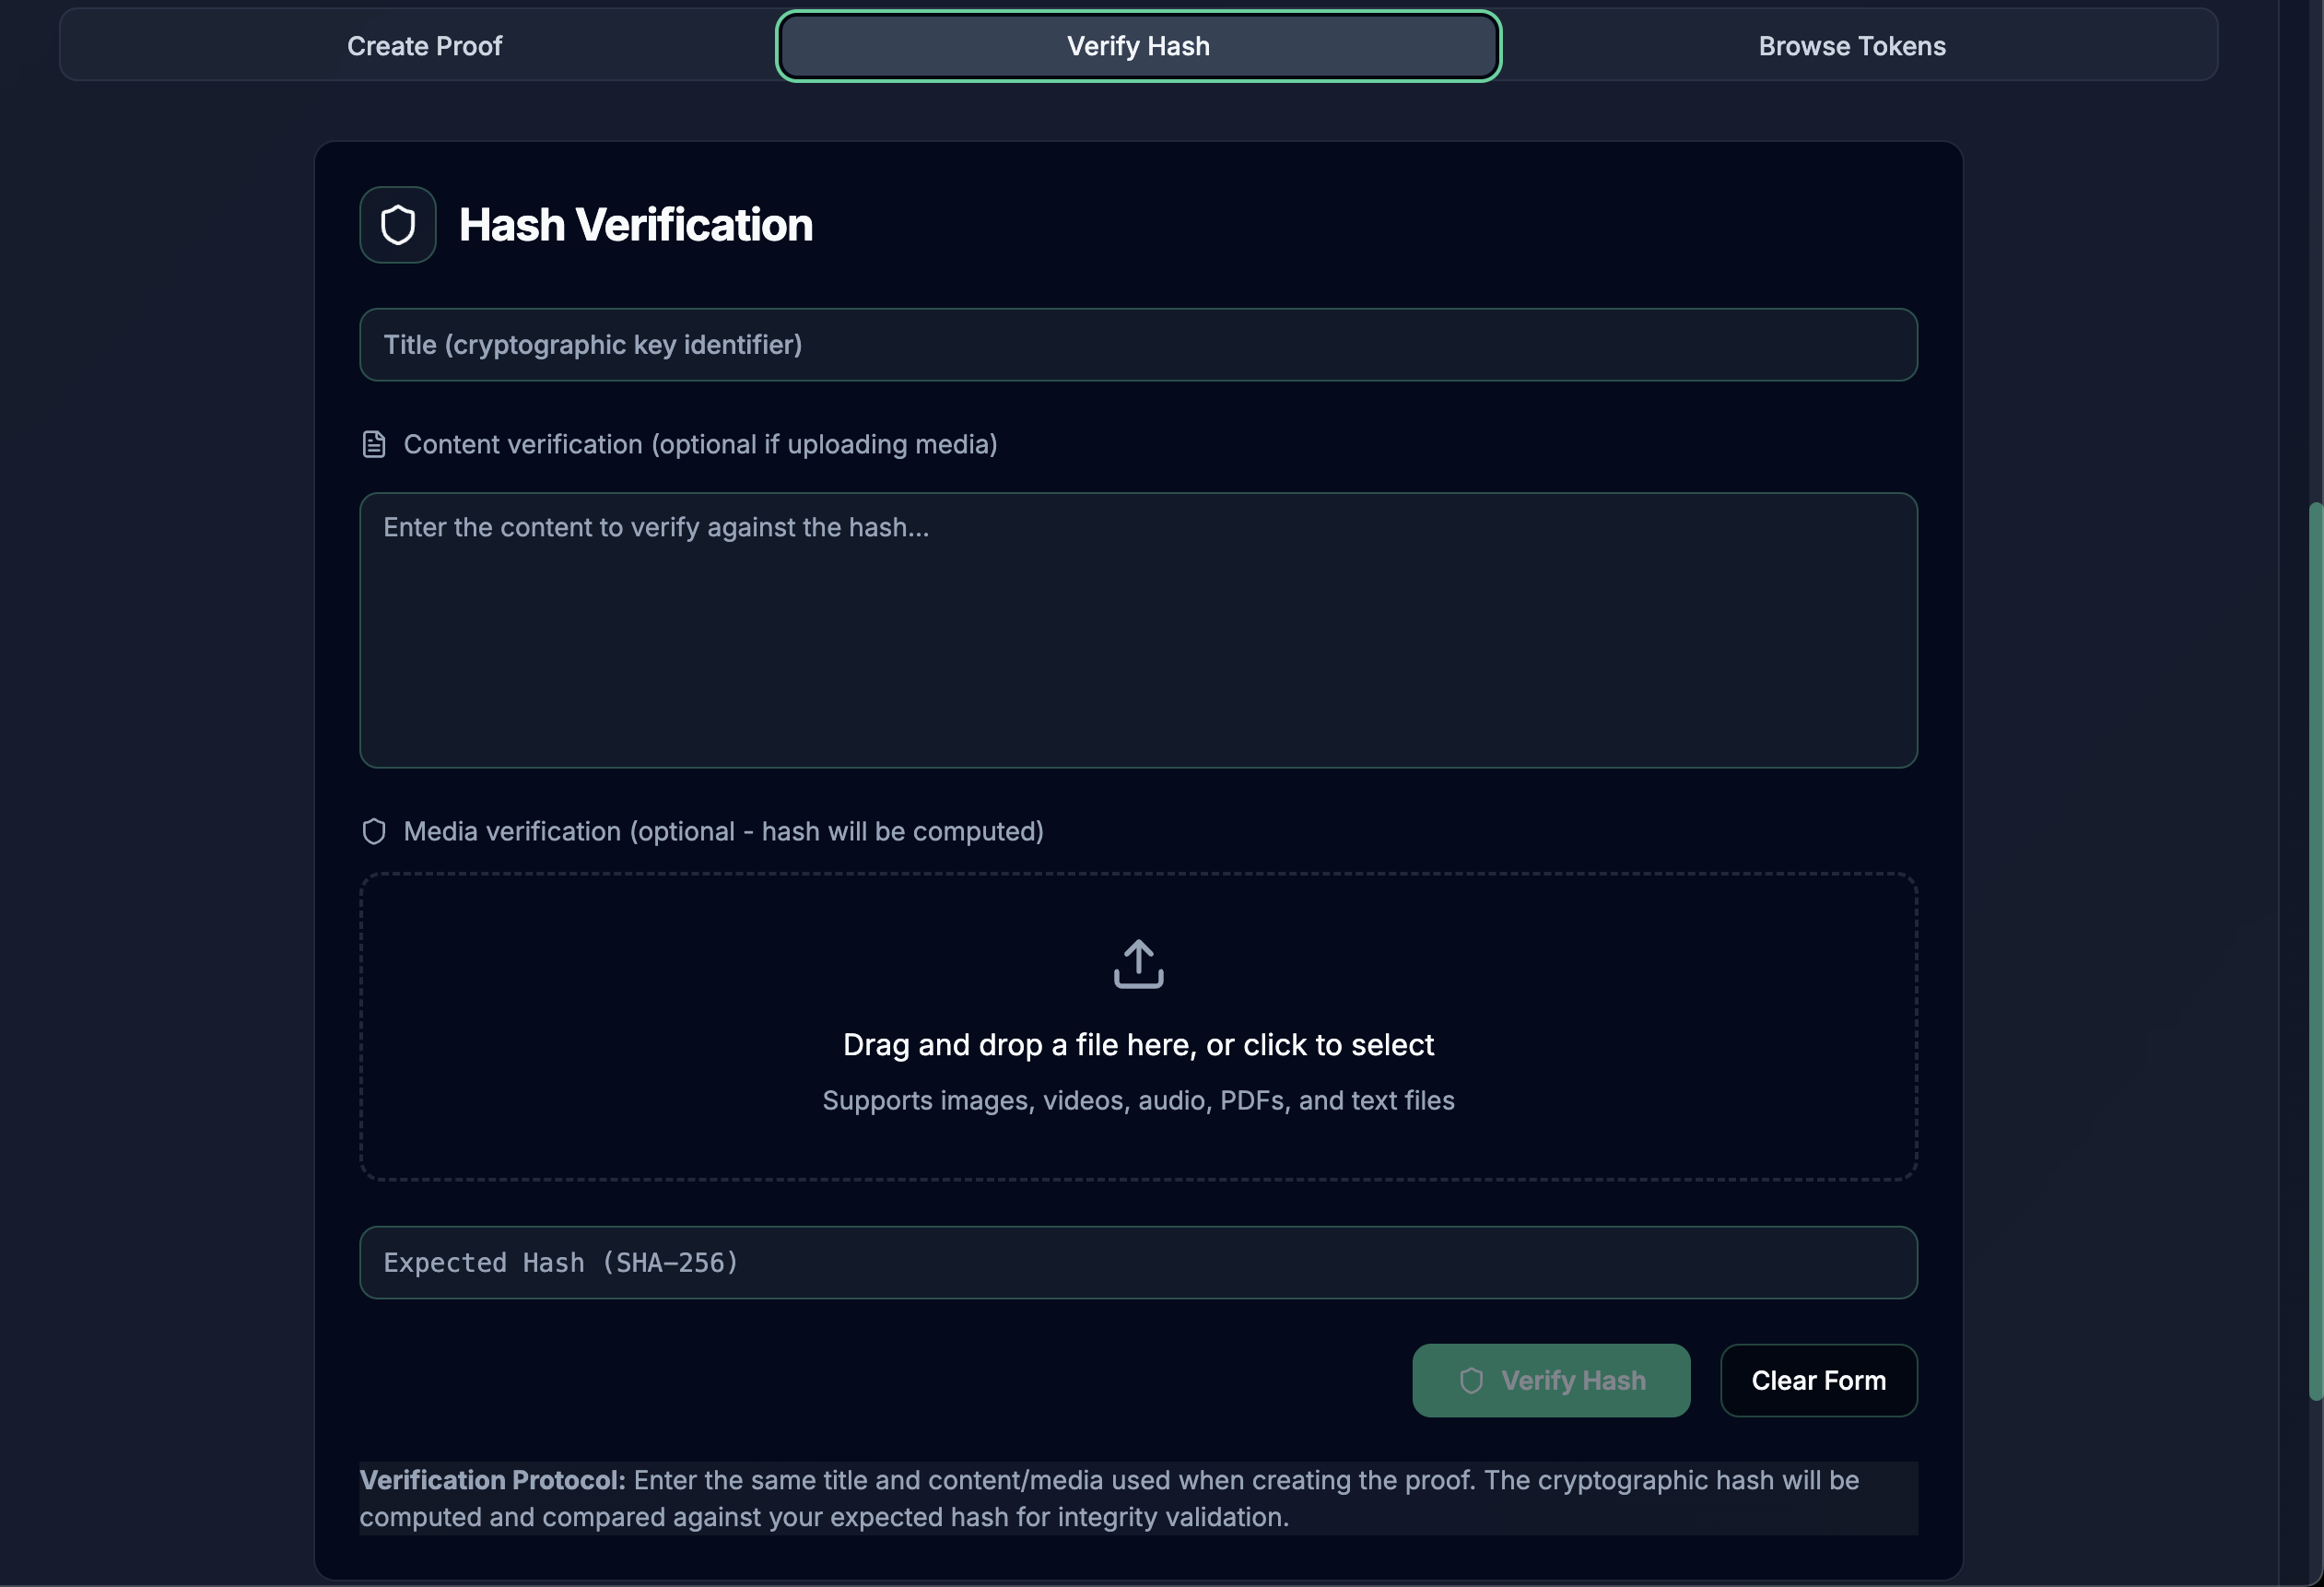 Create Proof
Verify Hash
Browse Tokens
Hash Verification
Title (cryptographic key identifier)
Content verification (optional if uploading media)
Enter the content to verify against the hash...
Media verification (optional - hash will be computed)
Drag and drop a file here, or click to select
Supports images, videos, audio, PDFs, and text files
Expected Hash (SHA-256)
Verify Hash
Clear Form
Verification Protocol: Enter the same title and content/media used when creating the proof. The cryptographic hash will be
computed and compared against your expected hash for integrity validation.